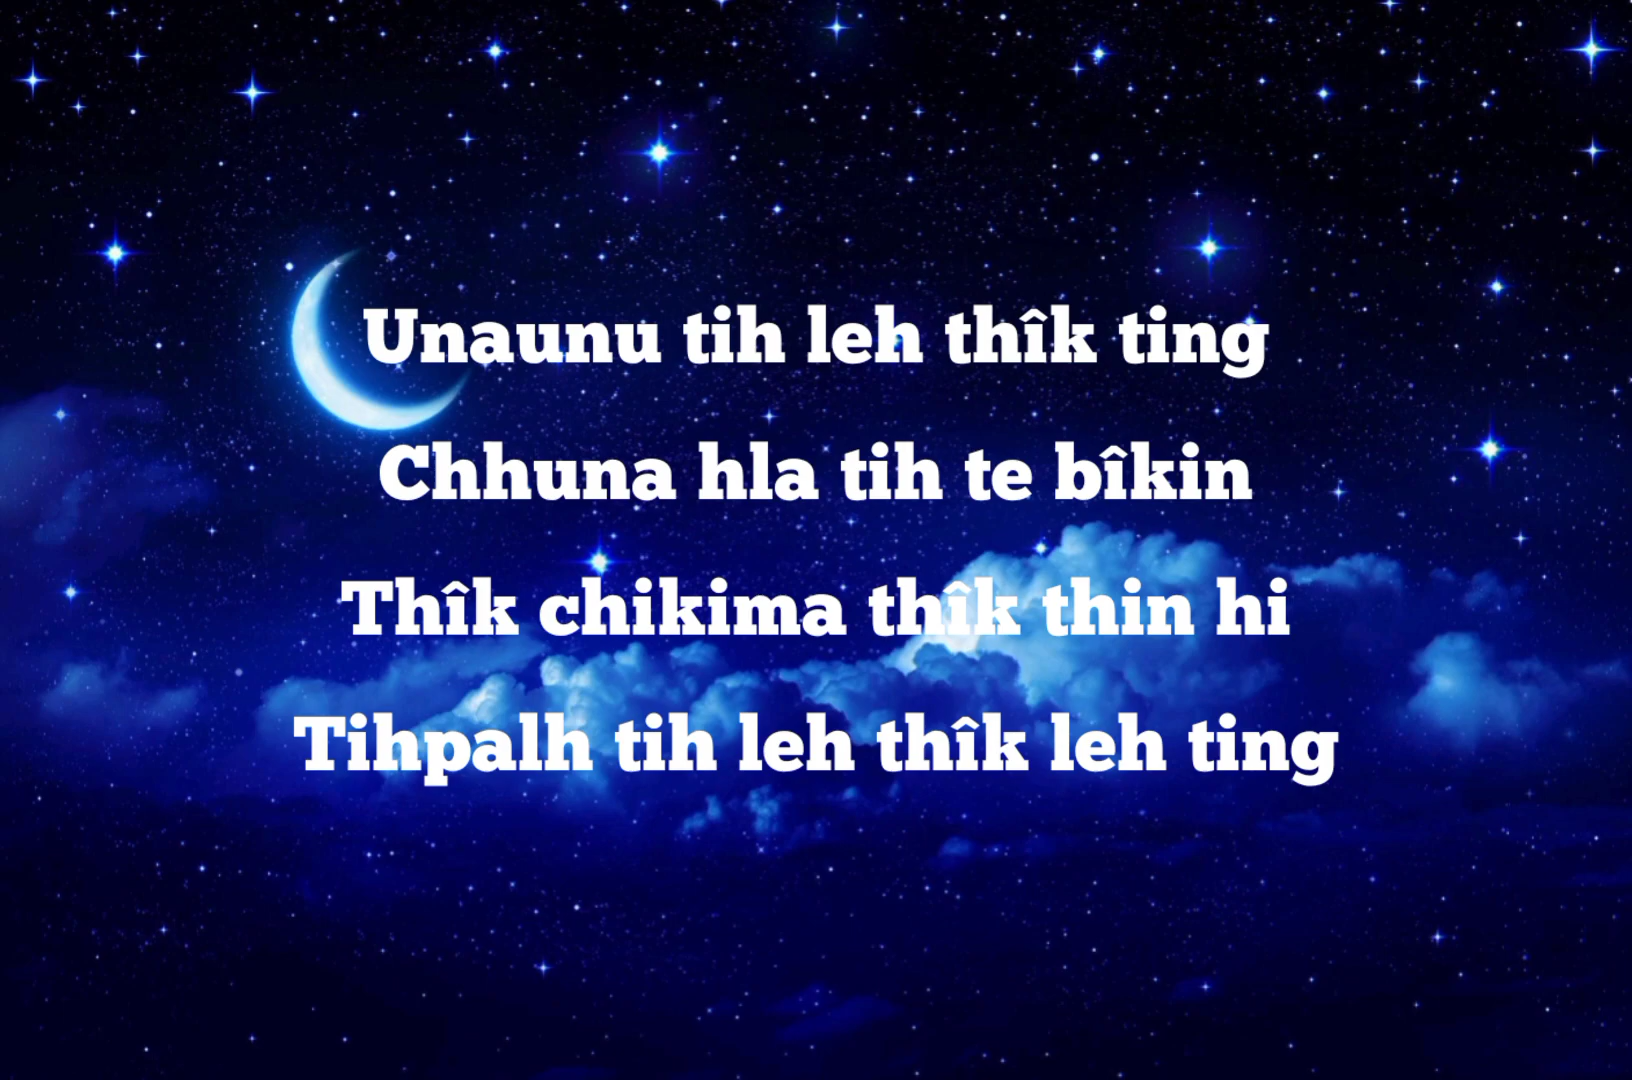 Unaunu tih leh thîk ting
Chhuna hla tih te bîkin
Thîk chikima thîk thin hi
Tihpalh tih leh thîk leh ting